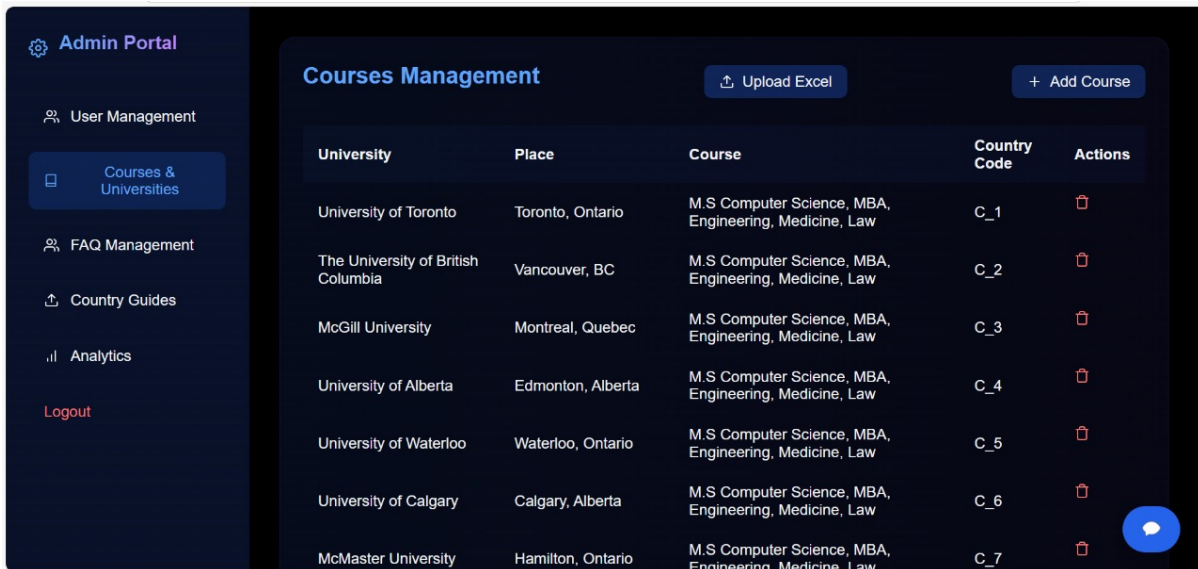 Admin Portal
User Management
Courses &
Universities
FAQ Management
Country Guides
Analytics
Logout
Courses Management
Upload Excel
+ Add Course
University Place Course Country Code Actions
University of Toronto Toronto, Ontario M.S Computer Science, MBA, Engineering, Medicine, Law C_1
The University of British Columbia Vancouver, BC M.S Computer Science, MBA, Engineering, Medicine, Law C_2
McGill University Montreal, Quebec M.S Computer Science, MBA, Engineering, Medicine, Law C_3
University of Alberta Edmonton, Alberta M.S Computer Science, MBA, Engineering, Medicine, Law C_4
University of Waterloo Waterloo, Ontario M.S Computer Science, MBA, Engineering, Medicine, Law C_5
University of Calgary Calgary, Alberta M.S Computer Science, MBA, Engineering, Medicine, Law C_6
McMaster University Hamilton, Ontario M.S Computer Science, MBA, Engineering, Medicine, Law C_7